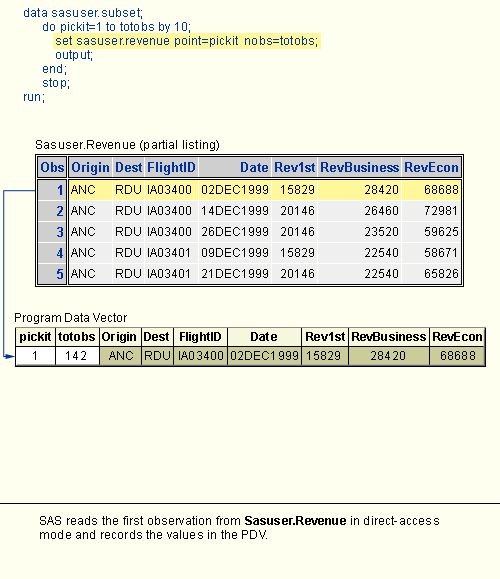 data sasuser.subset;
do pickit=1 to totobs by 10;
set sasuser.revenue point=pickit nobs=totobs;
output;
end;
stop;
run;
Sasuser.Revenue (partial listing)
Obs Origin Dest FlightID Date Rev1st RevBusiness RevEcon
1 ANC RDU IA03400 02DEC1999 15829 28420 68688
2 ANC RDU IA03400 14DEC1999 20146 26460 72981
3 ANC RDU IA03400 26DEC1999 20146 23520 59625
4 ANC RDU IA03401 09DEC1999 15829 22540 58671
5 ANC RDU IA03401 21DEC1999 20146 22540 65826
Program Data Vector
pickit totobs Origin Dest FlightID Date Rev1st RevBusiness RevEcon
1 142 ANC RDU IA03400 02DEC1999 15829 28420 68688
SAS reads the first observation from Sasuser.Revenue in direct-access
mode and records the values in the PDV.